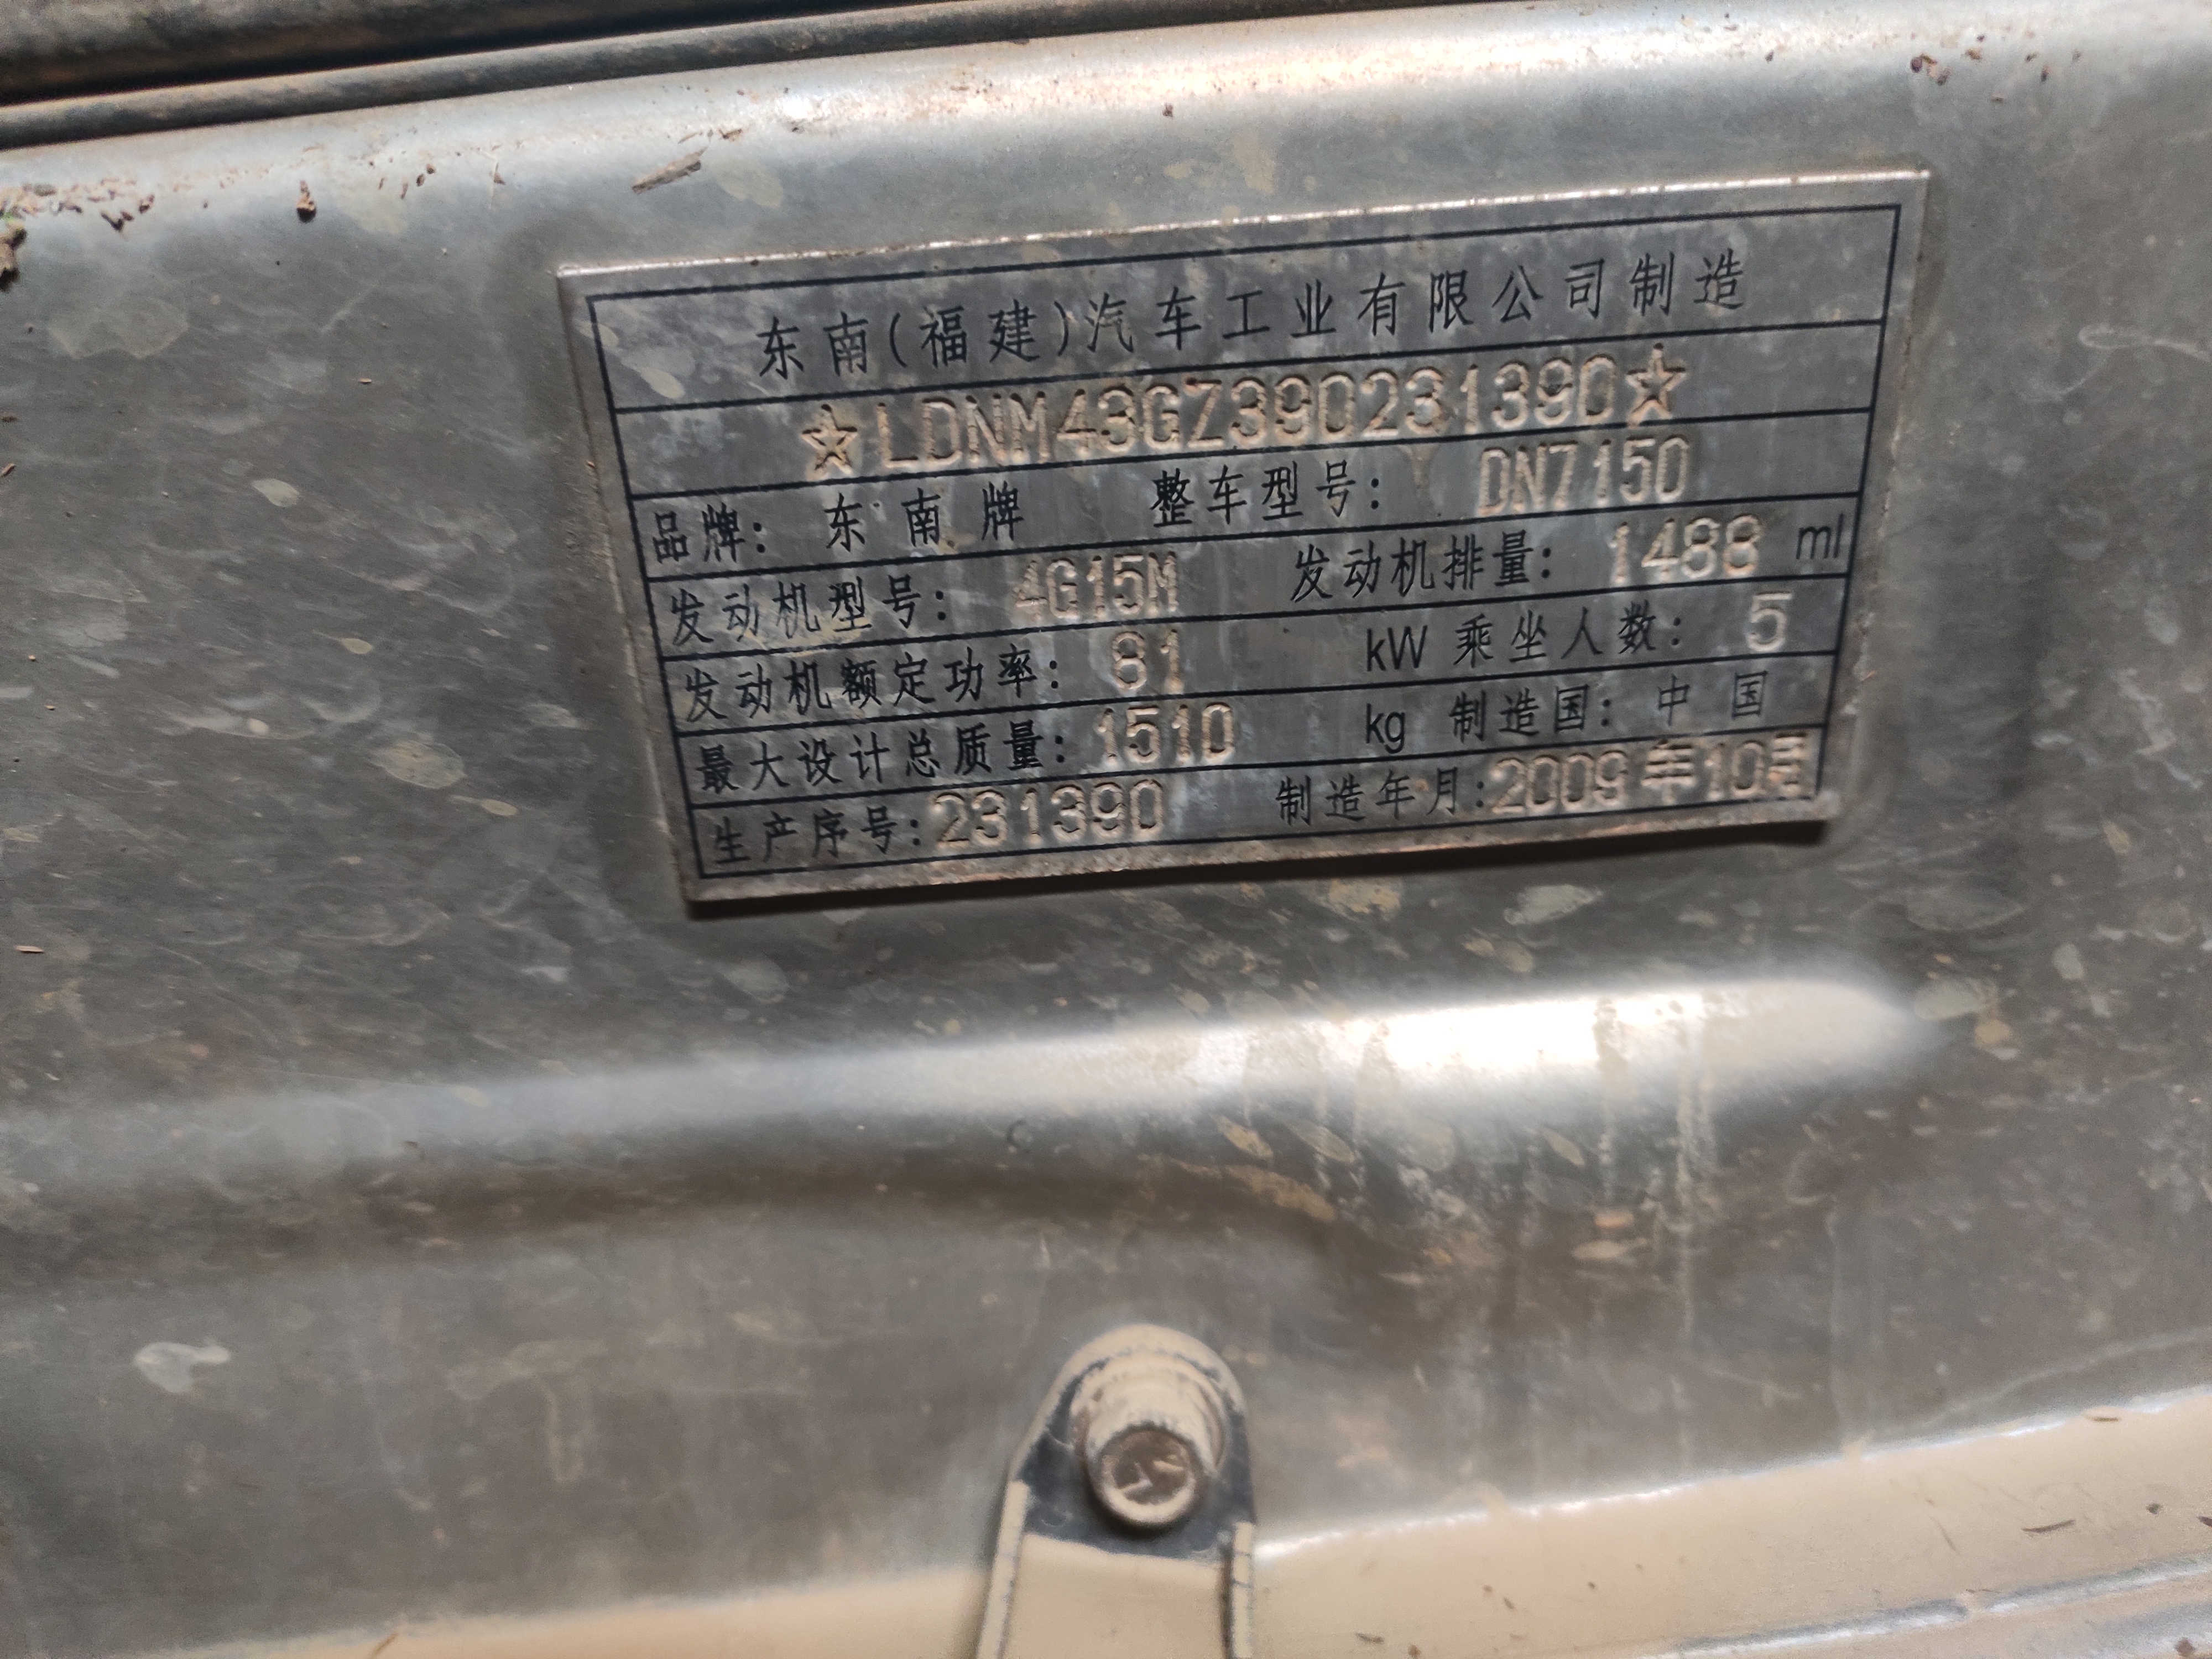 东南(福建)汽车工业有限公司制造
☆LDNM43GZ390231390☆
品牌: 东南牌 整车型号: DN7150
发动机型号: 4G15M 发动机排量: 1488 ml
发动机额定功率: 81 kW 乘坐人数: 5
最大设计总质量: 1510 kg 制造国: 中国
生产序号: 231390 制造年月: 2009年10月